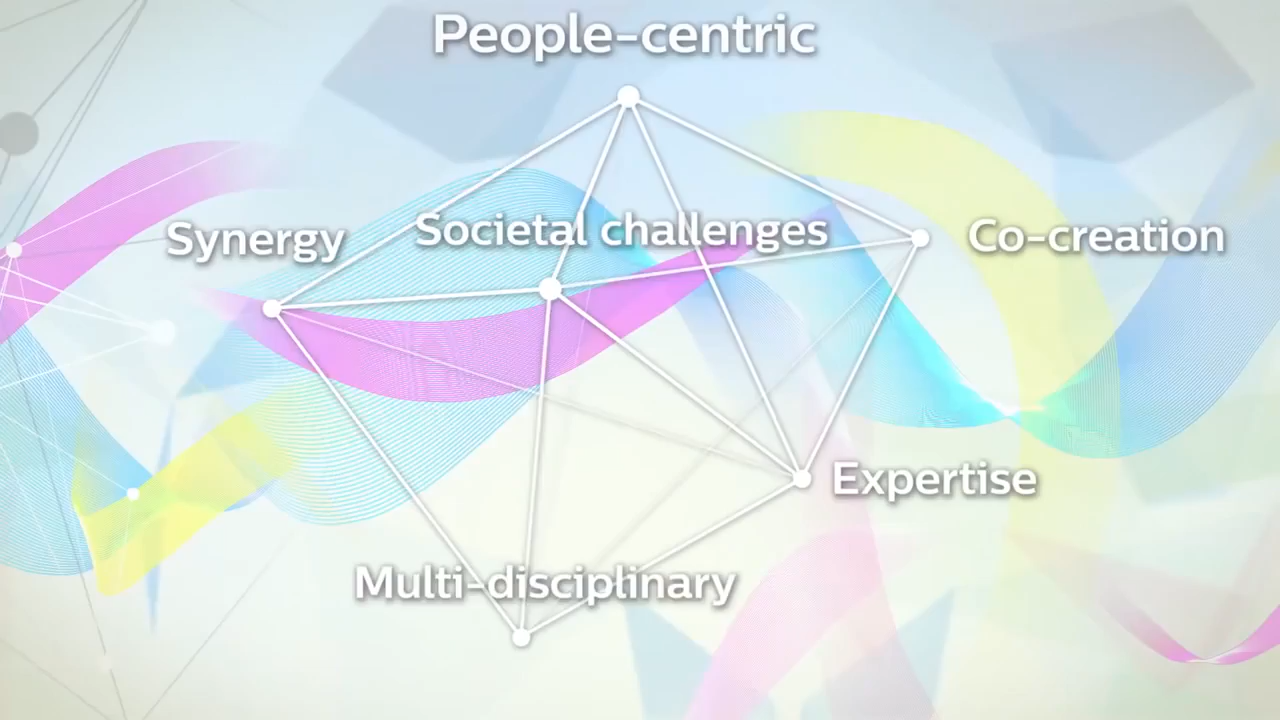 People-centric
Synergy
Societal challenges
Co-creation
Expertise
Multi-disciplinary